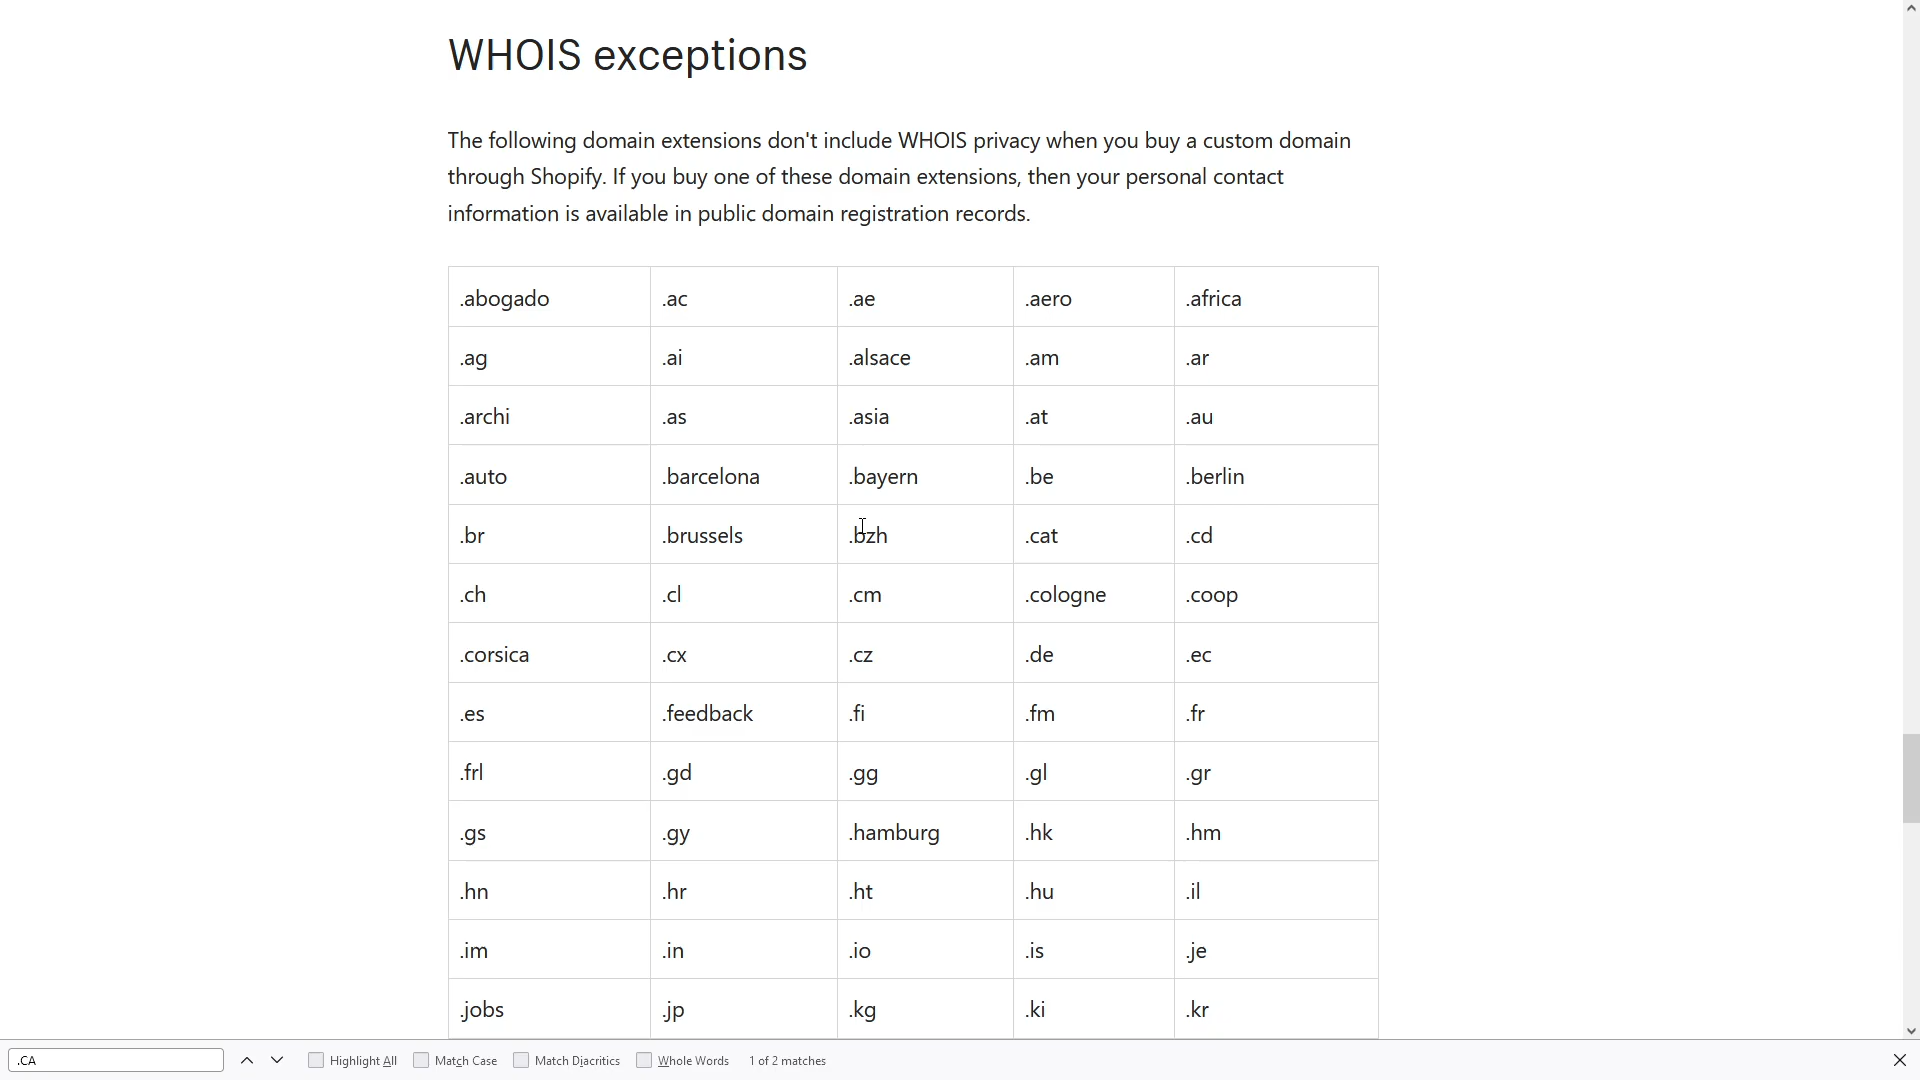 WHOIS exceptions
The following domain extensions don't include WHOIS privacy when you buy a custom domain
through Shopify. If you buy one of these domain extensions, then your personal contact
information is available in public domain registration records.
.abogado .ac .ae .aero .africa
.ag .ai .alsace .am .ar
.archi .as .asia .at .au
.auto .barcelona .bayern .be .berlin
.br .brussels .bzh .cat .cd
.ch .cl .cm .cologne .coop
.corsica .cx .cz .de .ec
.es .feedback .fi .fm .fr
.frl .gd .gg .gl .gr
.gs .gy .hamburg .hk .hm
.hn .hr .ht .hu .il
.im .in .io .is .je
.jobs .jp .kg .ki .kr
.CA Highlight All Match Case Match Diacritics Whole Words 1 of 2 matches